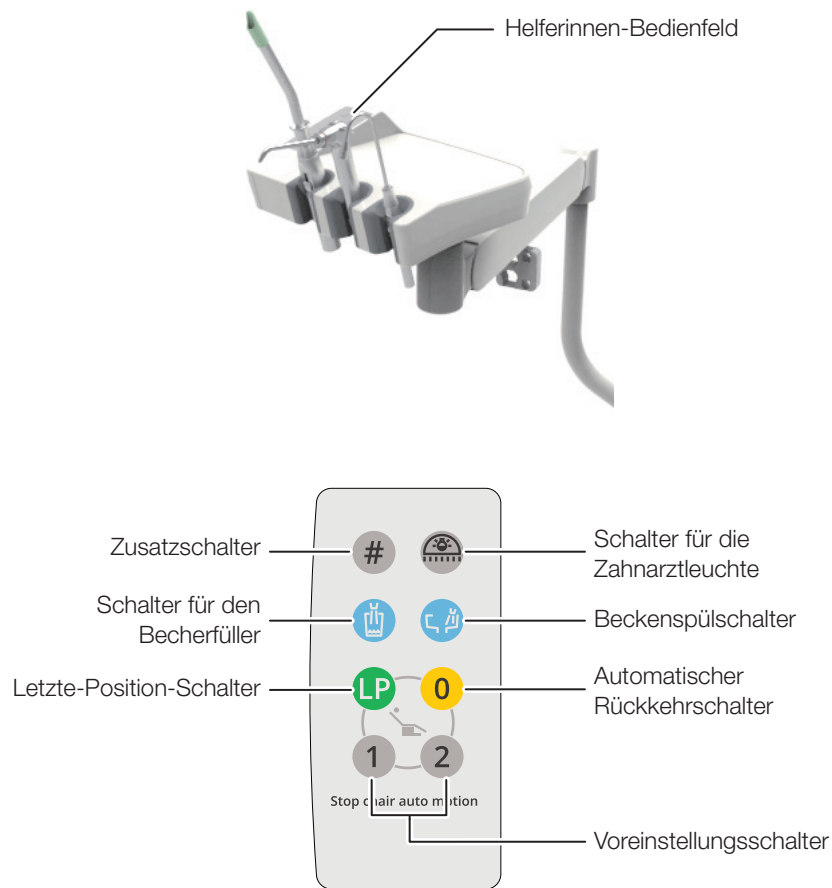 Helferinnen-Bedienfeld
Zusatzschalter
#
Schalter für die
Zahnarztleuchte
Schalter für den
Becherfüller
Beckenspülschalter
Letzte-Position-Schalter
LP
0
Automatischer
Rückkehrschalter
1
2
Stop chair auto motion
Voreinstellungsschalter